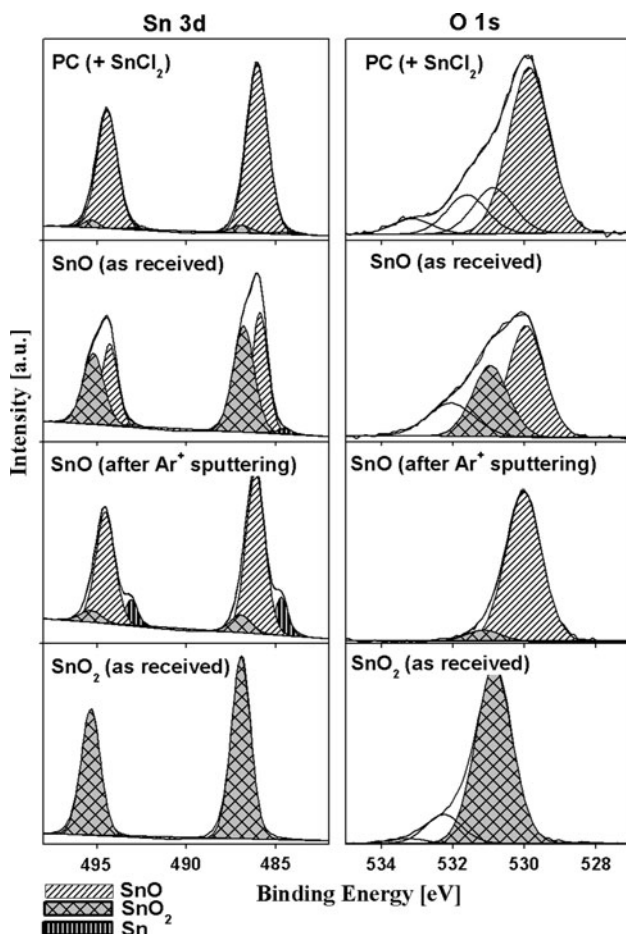 Sn 3d
O 1s
PC (+ SnCl₂)
PC (+ SnCl₂)
SnO (as received)
SnO (as received)
SnO (after Ar⁺ sputtering)
SnO (after Ar⁺ sputtering)
SnO₂ (as received)
SnO₂ (as received)
Intensity [a.u.]
495
490
485
534
532
530
528
Binding Energy [eV]
SnO
SnO₂
Sn